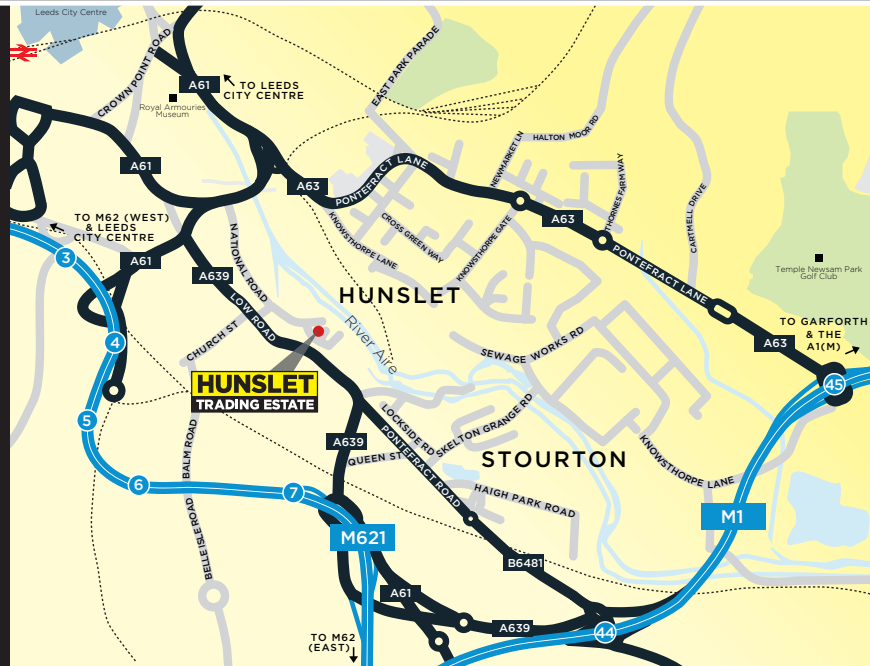 Leeds City Centre
CROWN POINT ROAD
A61
TO LEEDS
CITY CENTRE
Royal Armouries
Museum
EAST PARK PARADE
A61
A63
PONTEFRACT LANE
NEWMARKET LN
HALTON MOOR RD
THORNES FARM WAY
CARTMELL DRIVE
TO M62 (WEST)
& LEEDS
CITY CENTRE
3
A61
NATIONAL ROAD
A639
LOW ROAD
KNOWSTHORPE LANE
CROSS GREEN WAY
KNOWSTHORPE GATE
A63
PONTEFRACT LANE
Temple Newsam Park
Golf Club
HUNSLET
River Aire
CHURCH ST
4
SEWAGE WORKS RD
TO GARFORTH
& THE
A1(M)
A63
45
HUNSLET
TRADING ESTATE
5
BALM ROAD
A639
LOCKSIDE RD
SKELTON GRANGE RD
QUEEN ST
PONTEFRACT ROAD
STOURTON
KNOWSTHORPE LANE
6
7
HAIGH PARK ROAD
M1
M621
BELLE ISLE ROAD
B6481
A61
A639
44
TO M62
(EAST)